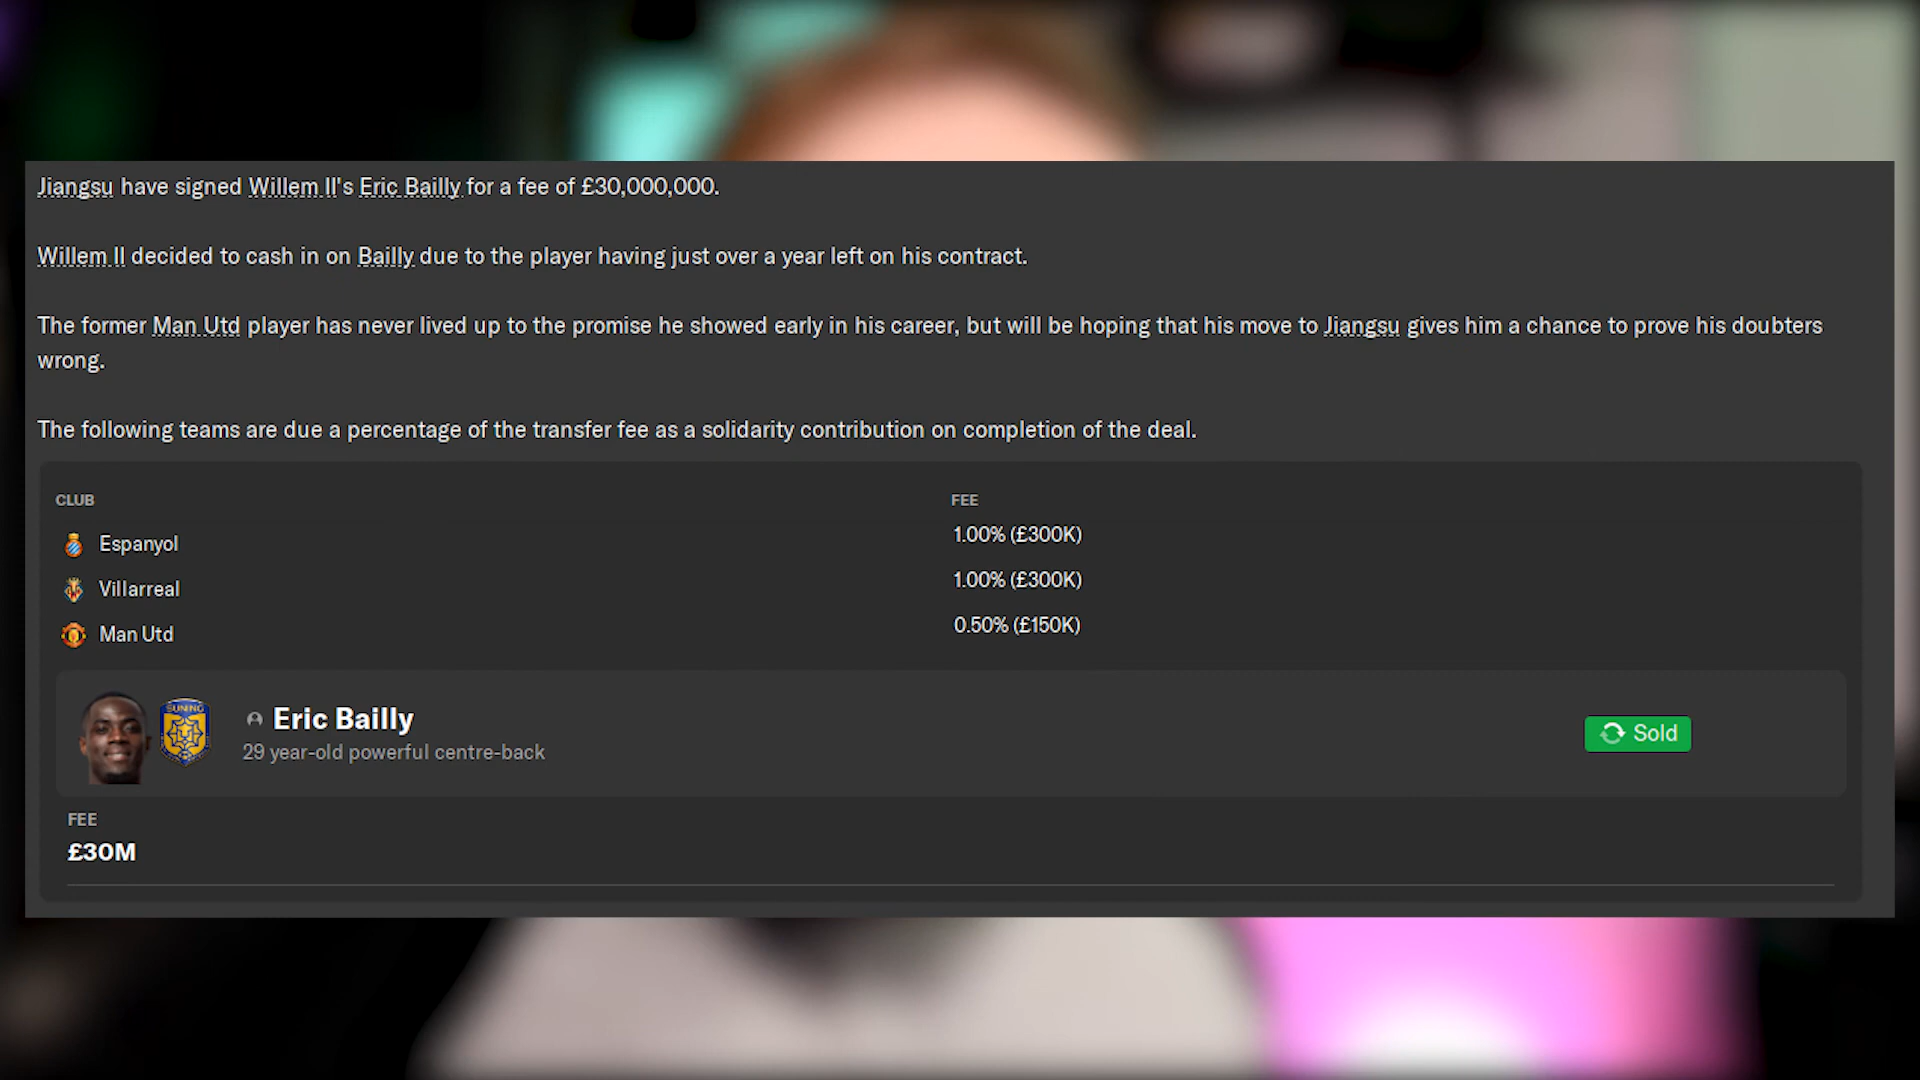 Jiangsu have signed Willem II's Eric Bailly for a fee of £30,000,000.
Willem II decided to cash in on Bailly due to the player having just over a year left on his contract.
The former Man Utd player has never lived up to the promise he showed early in his career, but will be hoping that his move to Jiangsu gives him a chance to prove his doubters
wrong.
The following teams are due a percentage of the transfer fee as a solidarity contribution on completion of the deal.
CLUB FEE
Espanyol 1.00% (£300K)
Villarreal 1.00% (£300K)
Man Utd 0.50% (£150K)
SUNING
Eric Bailly
29 year-old powerful centre-back
Sold
FEE
£30M